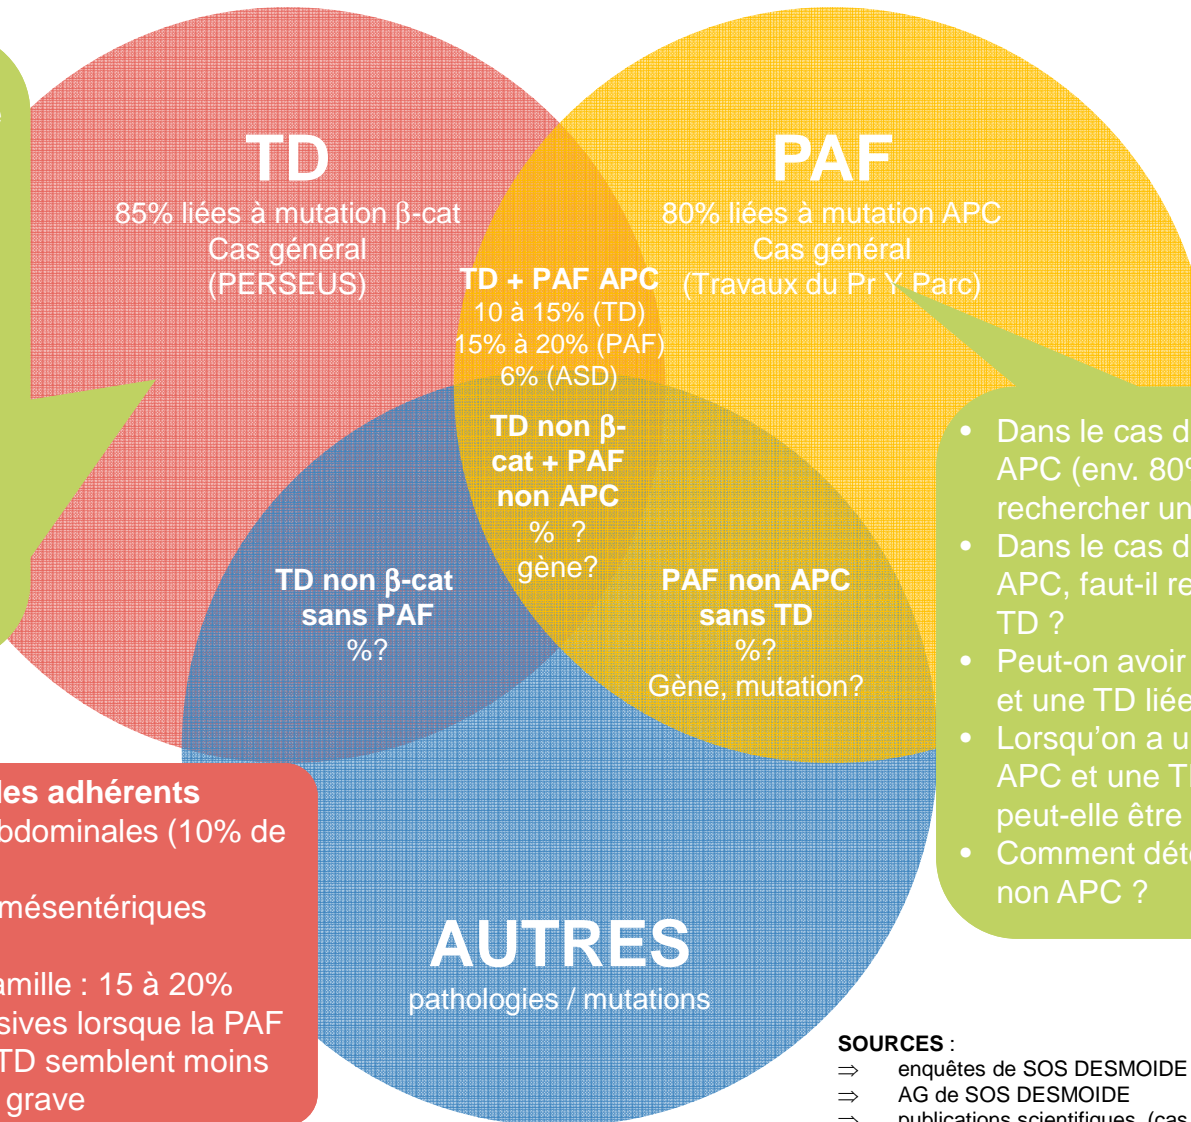 TD
85% liées à mutation β-cat
Cas général
(PERSEUS)
PAF
80% liées à mutation APC
Cas général
(Travaux du Pr Y Parc)
TD + PAF APC
10 à 15% (TD)
15% à 20% (PAF)
6% (ASD)
TD non β-
cat + PAF
non APC
% ?
gène?
TD non β-cat
sans PAF
%?
PAF non APC
sans TD
%?
Gène, mutation?
• Dans le cas d
APC (env. 80%
rechercher un
• Dans le cas d
APC, faut-il re
TD ?
• Peut-on avoir
et une TD liée
• Lorsqu’on a u
APC et une T
peut-elle être
• Comment dét
non APC ?
les adhérents
bdominales (10% de
mésentériques
amille : 15 à 20%
sives lorsque la PAF
TD semblent moins
grave
AUTRES
pathologies / mutations
SOURCES :
⇒ enquêtes de SOS DESMOIDE
⇒ AG de SOS DESMOIDE
⇒ publications scientifiques (cas